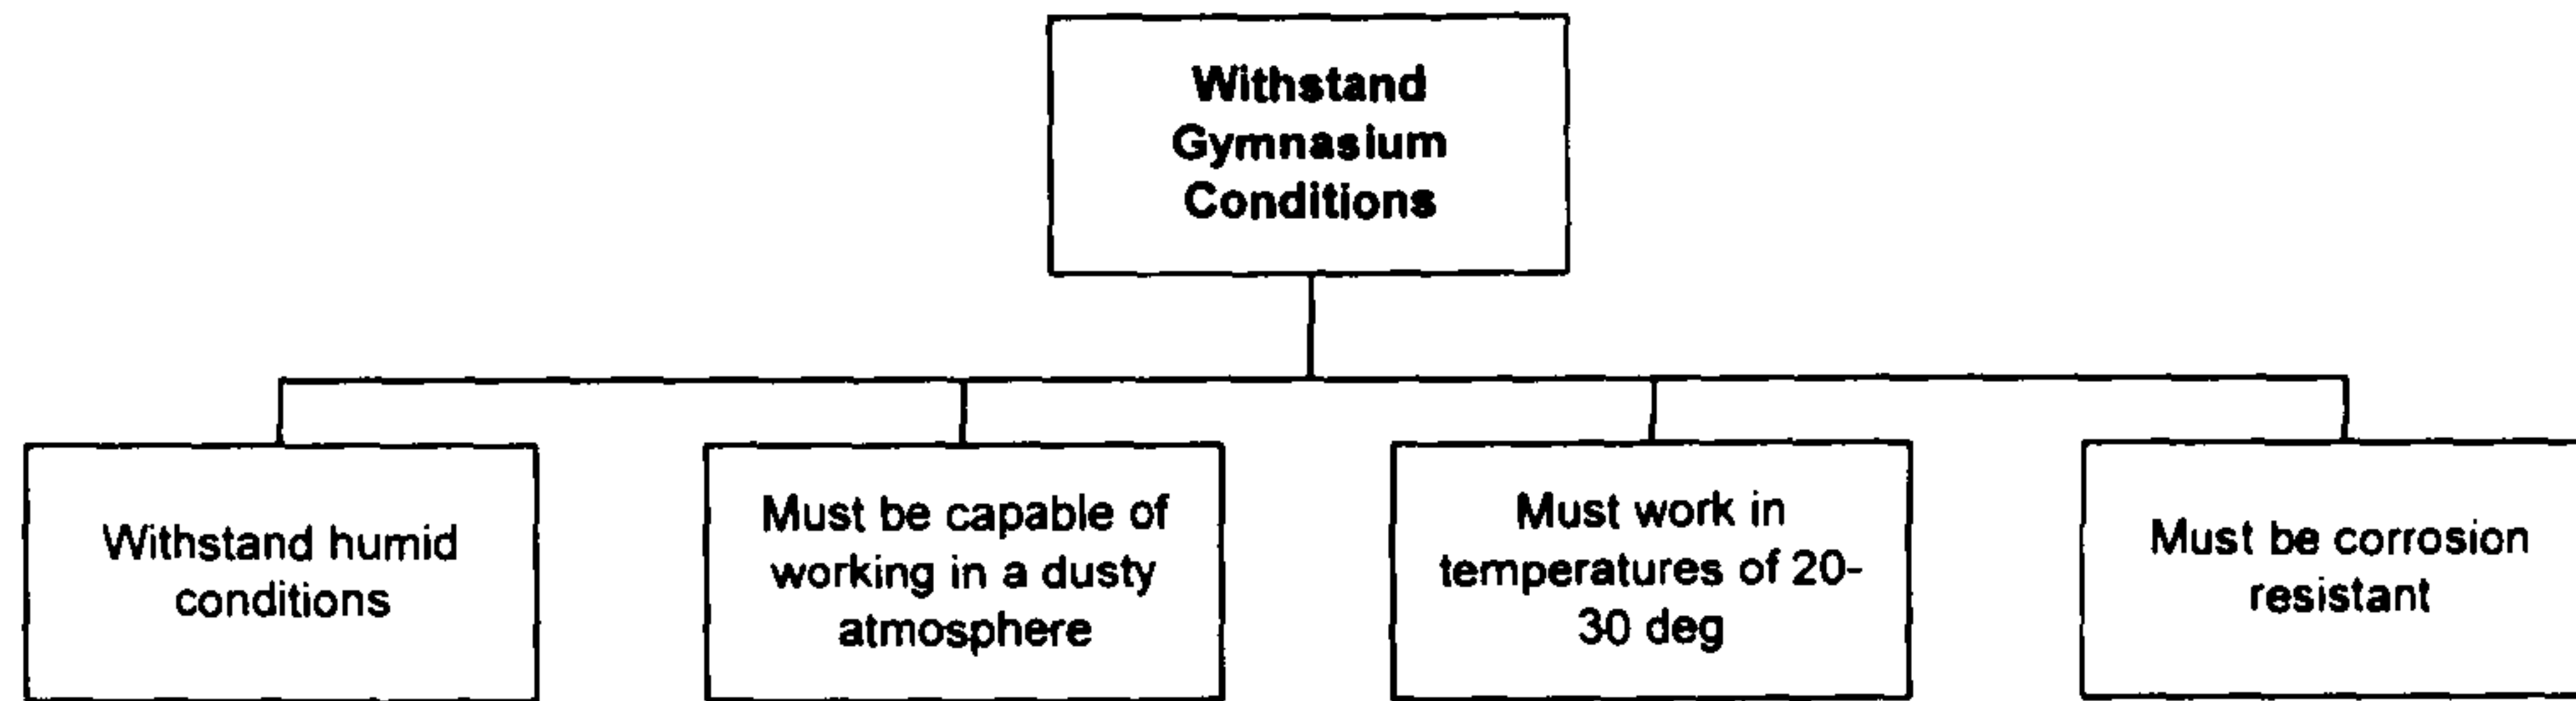 Withstand
Gymnasium
Conditions
Withstand humid
conditions
Must be capable of
working in a dusty
atmosphere
Must work in
temperatures of 20-
30 deg
Must be corrosion
resistant